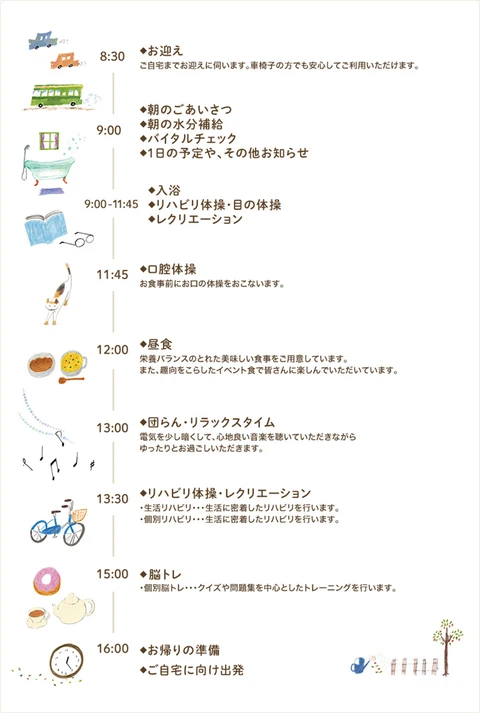 8:30
◆お迎え
ご自宅までお迎えに伺います。車椅子の方でも安心してご利用いただけます。
9:00
◆朝のごあいさつ
◆朝の水分補給
◆バイタルチェック
◆1日の予定や、その他お知らせ
9:00-11:45
◆入浴
◆リハビリ体操・目の体操
◆レクリエーション
11:45
◆口腔体操
お食事前にお口の体操をおこないます。
12:00
◆昼食
栄養バランスのとれた美味しい食事をご用意しています。
また、趣向をこらしたイベント食で皆さんに楽しんでいただいています。
13:00
◆団らん・リラックスタイム
電気を少し暗くして、心地良い音楽を聴いていただきながら
ゆったりとお過ごしいただきます。
13:30
◆リハビリ体操・レクリエーション
・生活リハビリ・・・生活に密着したリハビリを行います。
・個別リハビリ・・・生活に密着したリハビリを行います。
15:00
◆脳トレ
・個別脳トレ・・・クイズや問題集を中心としたトレーニングを行います。
16:00
◆お帰りの準備
◆ご自宅に向け出発